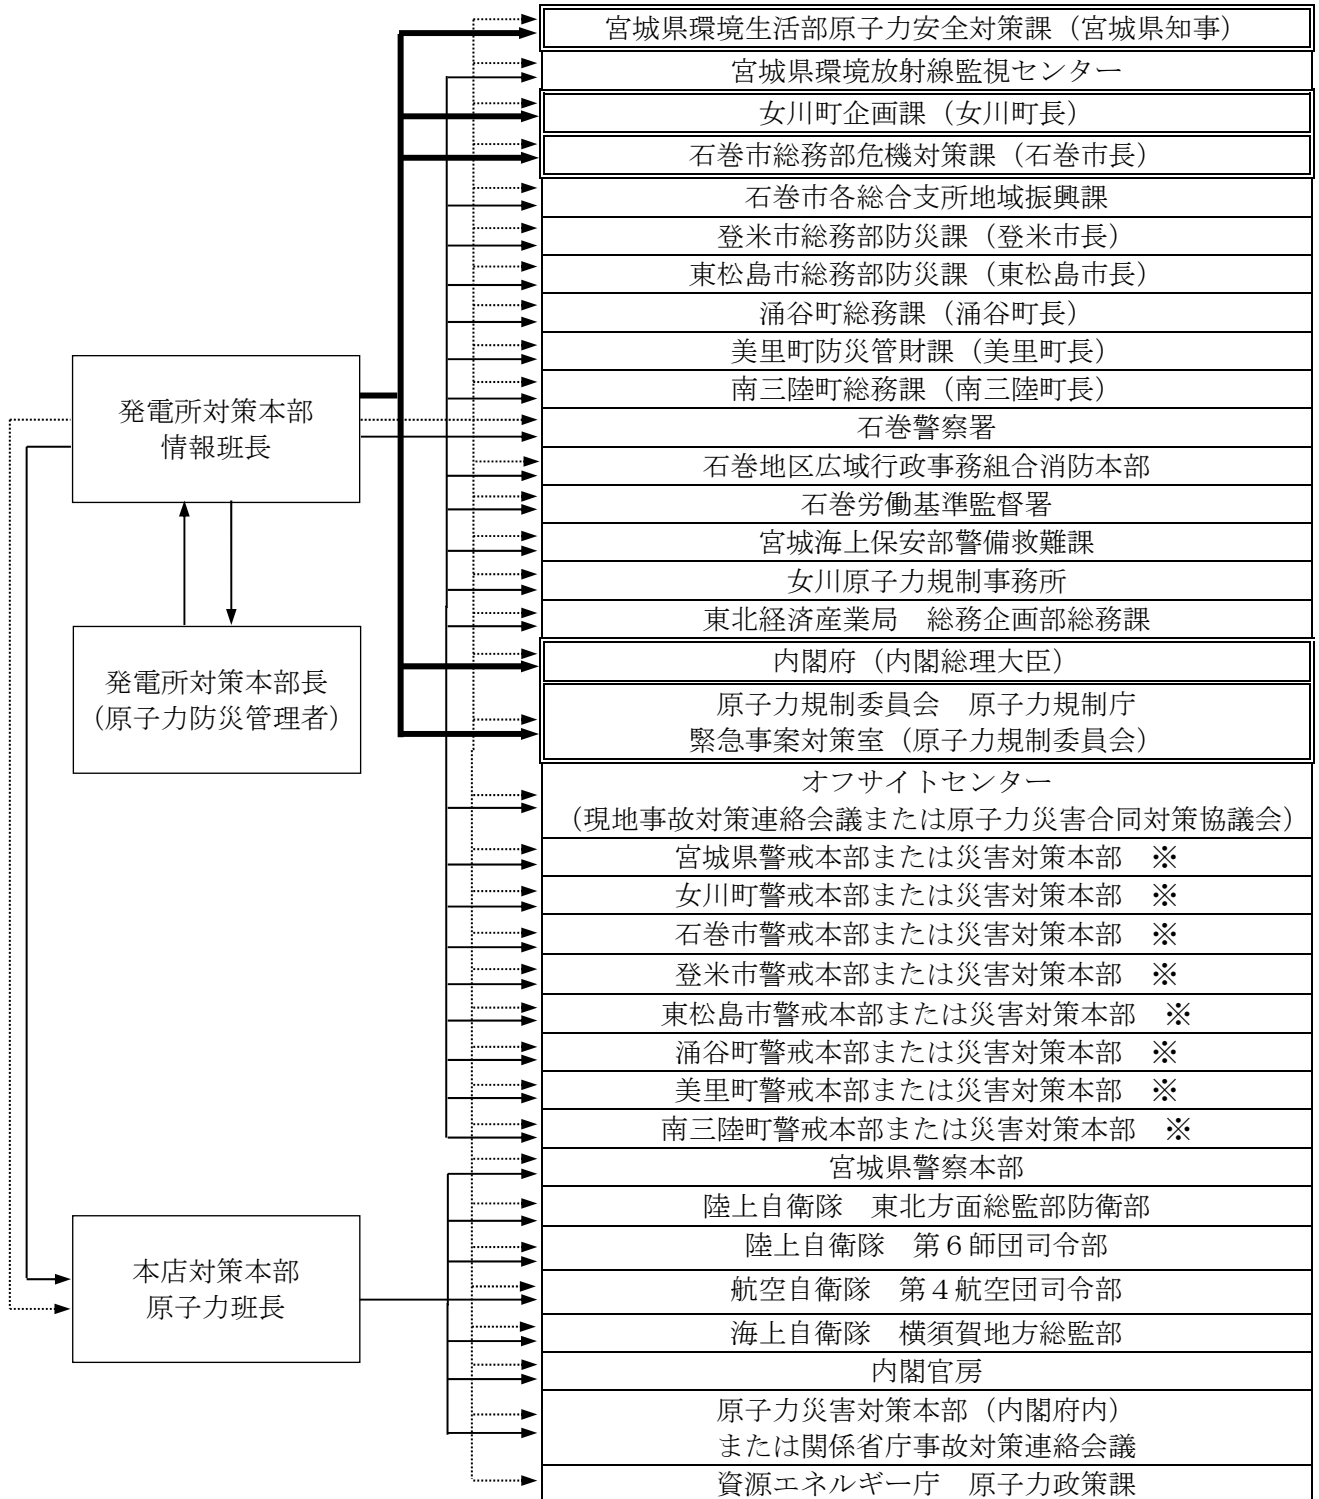 宮城県環境生活部原子力安全対策課（宮城県知事）
宮城県環境放射線監視センター
女川町企画課（女川町長）
石巻市総務部危機対策課（石巻市長）
石巻市各総合支所地域振興課
登米市総務部防災課（登米市長）
東松島市総務部防災課（東松島市長）
涌谷町総務課（涌谷町長）
美里町防災管財課（美里町長）
南三陸町総務課（南三陸町長）
石巻警察署
石巻地区広域行政事務組合消防本部
石巻労働基準監督署
宮城海上保安部警備救難課
女川原子力規制事務所
東北経済産業局　総務企画部総務課
内閣府（内閣総理大臣）
原子力規制委員会　原子力規制庁
緊急事案対策室（原子力規制委員会）
オフサイトセンター
（現地事故対策連絡会議または原子力災害合同対策協議会）
宮城県警戒本部または災害対策本部　※
女川町警戒本部または災害対策本部　※
石巻市警戒本部または災害対策本部　※
登米市警戒本部または災害対策本部　※
東松島市警戒本部または災害対策本部　※
涌谷町警戒本部または災害対策本部　※
美里町警戒本部または災害対策本部　※
南三陸町警戒本部または災害対策本部　※
宮城県警察本部
陸上自衛隊　東北方面総監部防衛部
陸上自衛隊　第６師団司令部
航空自衛隊　第４航空団司令部
海上自衛隊　横須賀地方総監部
内閣官房
原子力災害対策本部（内閣府内）
または関係省庁事故対策連絡会議
資源エネルギー庁　原子力政策課
発電所対策本部
情報班長
発電所対策本部長
（原子力防災管理者）
本店対策本部
原子力班長